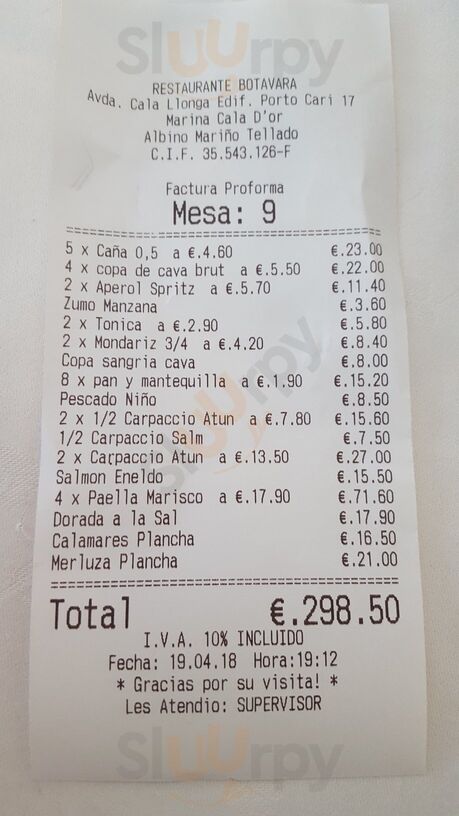 Sluurpy
RESTAURANTE BOTAVARA
Avda. Cala Llonga Edif. Porto Cari 17
Marina Cala D'or
Albino Mariño Tellado
C.I.F. 35.543.126-F
Factura Proforma
Mesa: 9
5 x Caña 0,5 a €.4.60 €.23.00
4 x copa de cava brut a €.5.50 €.22.00
2 x Aperol Spritz a €.5.70 €.11.40
Zumo Manzana €.3.60
2 x Tonica a €.2.90 €.5.80
2 x Mondariz 3/4 a €.4.20 €.8.40
Copa sangria cava €.8.00
8 x pan y mantequilla a €.1.90 €.15.20
Pescado Niño €.8.50
2 x 1/2 Carpaccio Atun a €.7.80 €.15.60
1/2 Carpaccio Salm €.7.50
2 x Carpaccio Atun a €.13.50 €.27.00
Salmon Eneldo €.15.50
4 x Paella Marisco a €.17.90 €.71.60
Dorada a la Sal €.17.90
Calamares Plancha €.16.50
Merluza Plancha €.21.00
Total €.298.50
I.V.A. 10% INCLUIDO
Fecha: 19.04.18 Hora:19:12
* Gracias por su visita! *
Les Atendio: SUPERVISOR
Sluurpy
Sluurpy